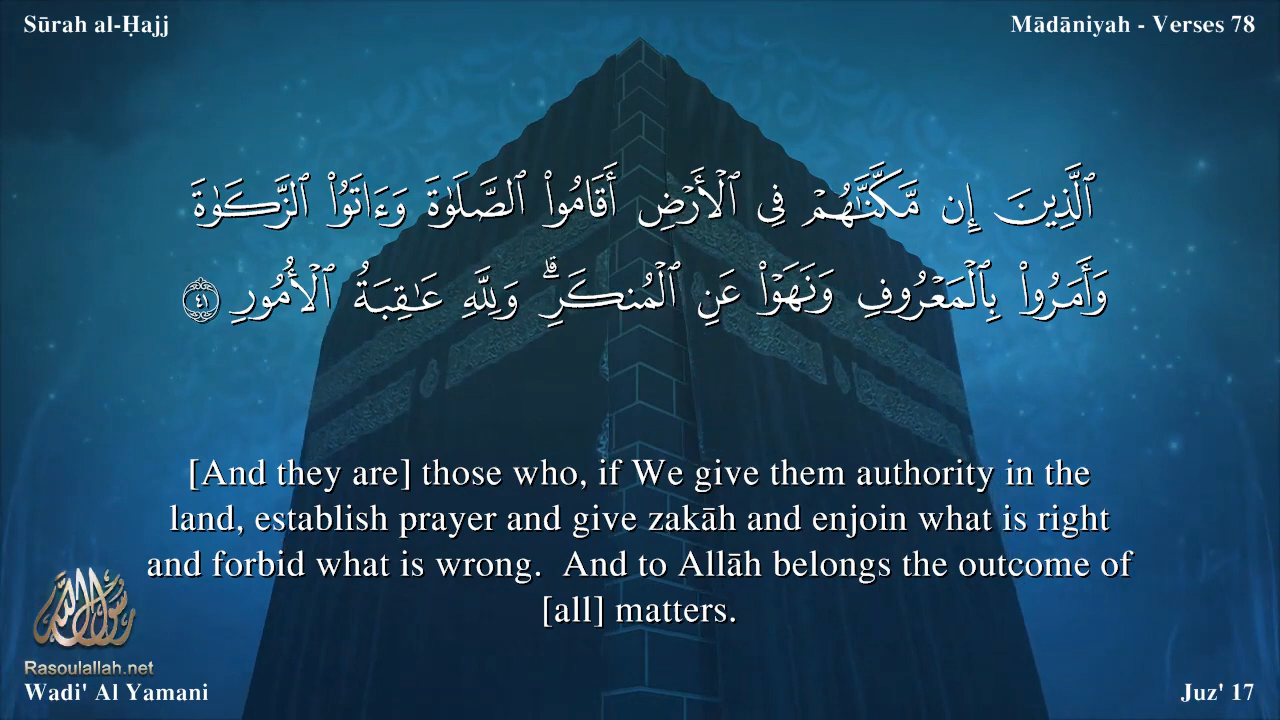 Sūrah al-Ḥajj
Mādāniyah - Verses 78
ٱلَّذِينَ إِن مَّكَّنَّـٰهُمْ فِى ٱلْأَرْضِ أَقَامُوا۟ ٱلصَّلَوٰةَ وَءَاتَوُا۟ ٱلزَّكَوٰةَ
وَأَمَرُوا۟ بِٱلْمَعْرُوفِ وَنَهَوْا۟ عَنِ ٱلْمُنكَرِ ۗ وَلِلَّهِ عَـٰقِبَةُ ٱلْأُمُورِ ٤١
[And they are] those who, if We give them authority in the
land, establish prayer and give zakāh and enjoin what is right
and forbid what is wrong.  And to Allāh belongs the outcome of
[all] matters.
رسول الله
Rasoulallah.net
Wadi' Al Yamani
Juz' 17